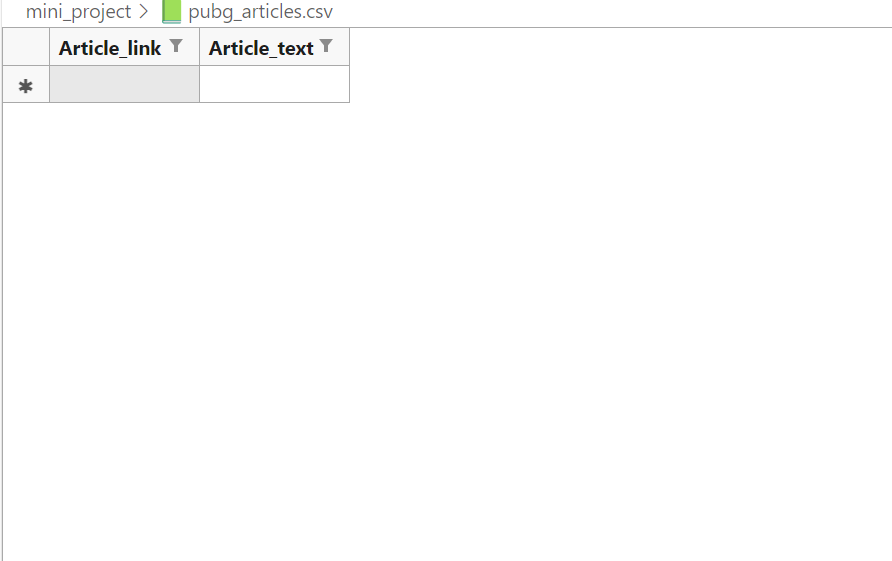 mini_project > pubg_articles.csv
Article_link Article_text
✱